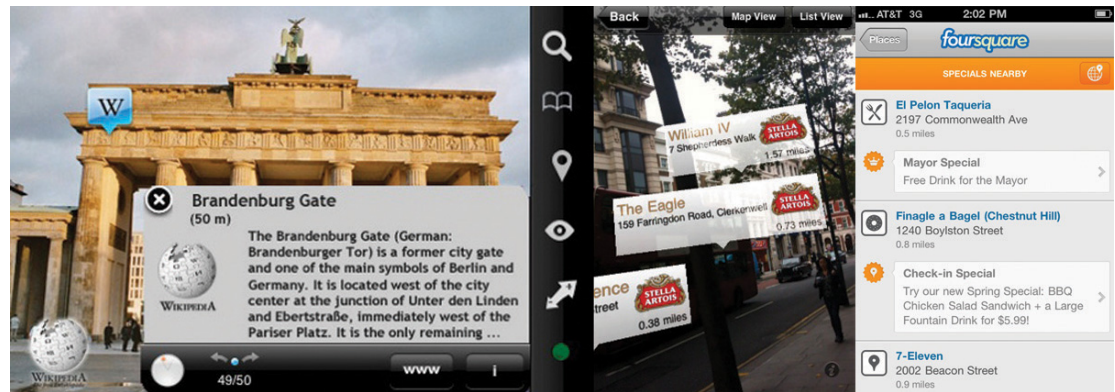 W
Brandenburg Gate
(50 m)
The Brandenburg Gate (German:
Brandenburger Tor) is a former city gate
and one of the main symbols of Berlin and
Germany. It is located west of the city
center at the junction of Unter den Linden
and Ebertstraße, immediately west of the
Pariser Platz. It is the only remaining ...
WIKIPEDIA
WIKIPEDIA
49/50
www
i
Back
Map View
List View
William IV
7 Shepherdess Walk
STELLA
ARTOIS
1.57 miles
The Eagle
159 Farringdon Road, Clerkenwell
STELLA
ARTOIS
0.73 miles
ence
treet
STELLA
ARTOIS
0.38 miles
AT&T 3G 2:02 PM
Places
foursquare
SPECIALS NEARBY
El Pelon Taqueria
2197 Commonwealth Ave
0.5 miles
Mayor Special
Free Drink for the Mayor
Finagle a Bagel (Chestnut Hill)
1240 Boylston Street
0.8 miles
Check-in Special
Try our new Spring Special: BBQ
Chicken Salad Sandwich + a Large
Fountain Drink for $5.99!
7-Eleven
2002 Beacon Street
0.9 miles